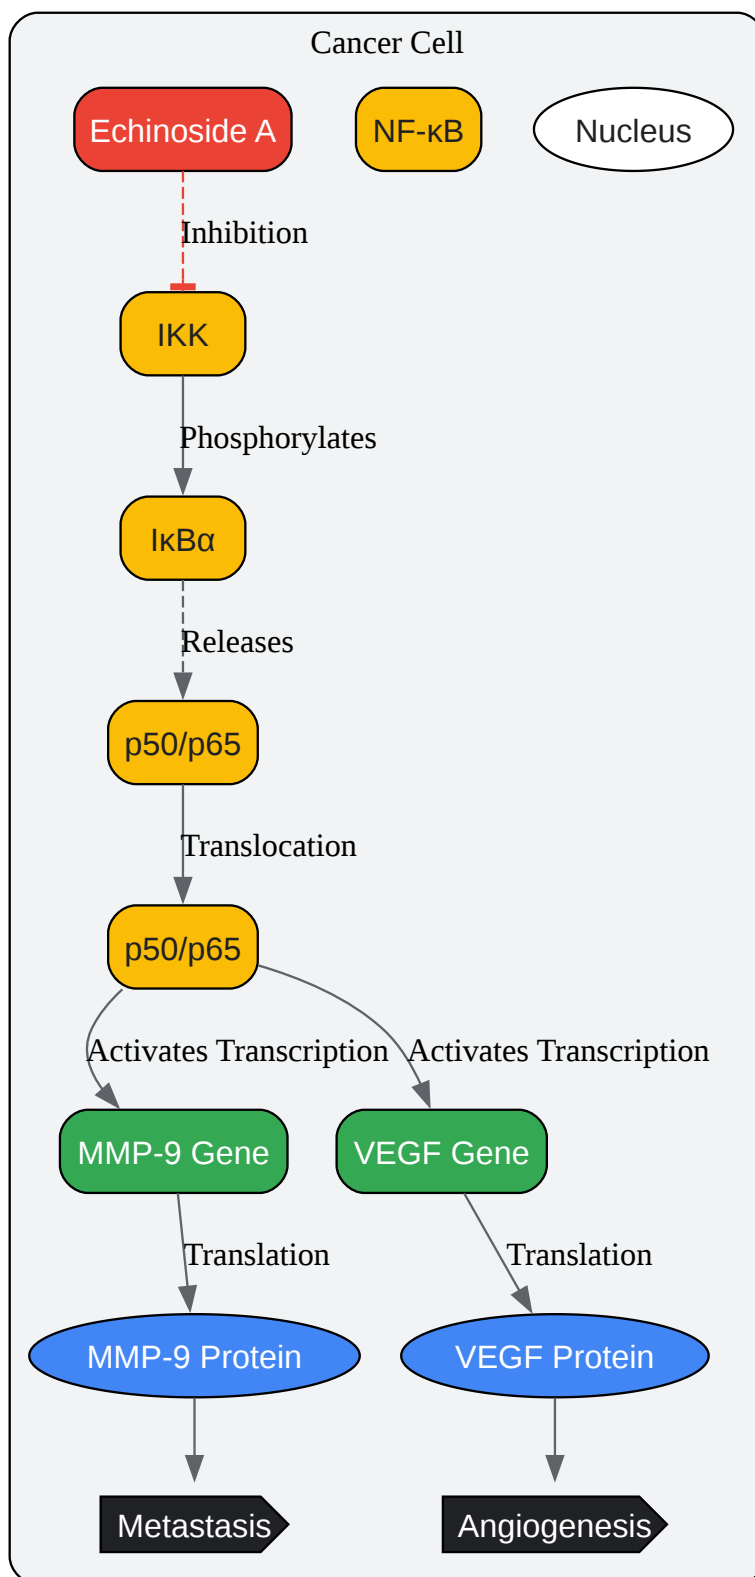 Cancer Cell
Echinoside A
NF-κB
Nucleus
Inhibition
IKK
Phosphorylates
IκBα
Releases
p50/p65
Translocation
p50/p65
Activates Transcription
Activates Transcription
MMP-9 Gene
VEGF Gene
Translation
Translation
MMP-9 Protein
VEGF Protein
Metastasis
Angiogenesis